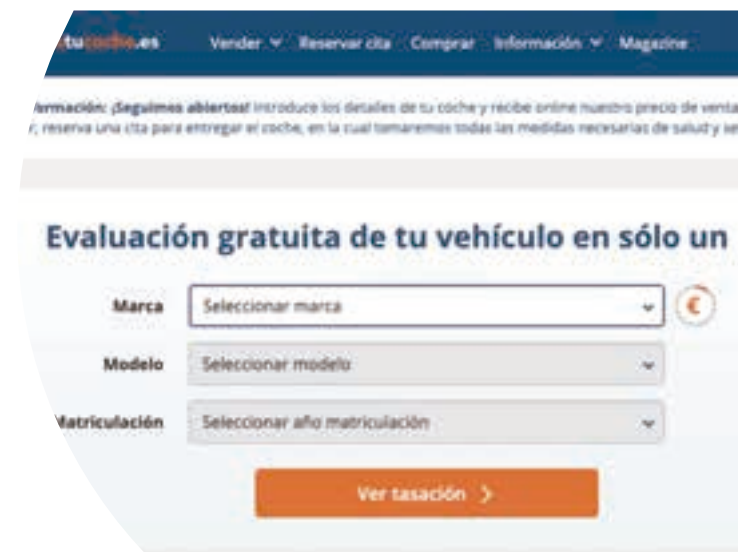 tucoche.es Vender Reservar cita Comprar Información Magazine
ormación: ¡Seguimos abiertos! Introduce los detalles de tu coche y recibe online nuestro precio de venta
r, reserva una cita para entregar el coche, en la cual tomaremos todas las medidas necesarias de salud y se
Evaluación gratuita de tu vehículo en sólo un
Marca Seleccionar marca €
Modelo Seleccionar modelo
Matriculación Seleccionar año matriculación
Ver tasación